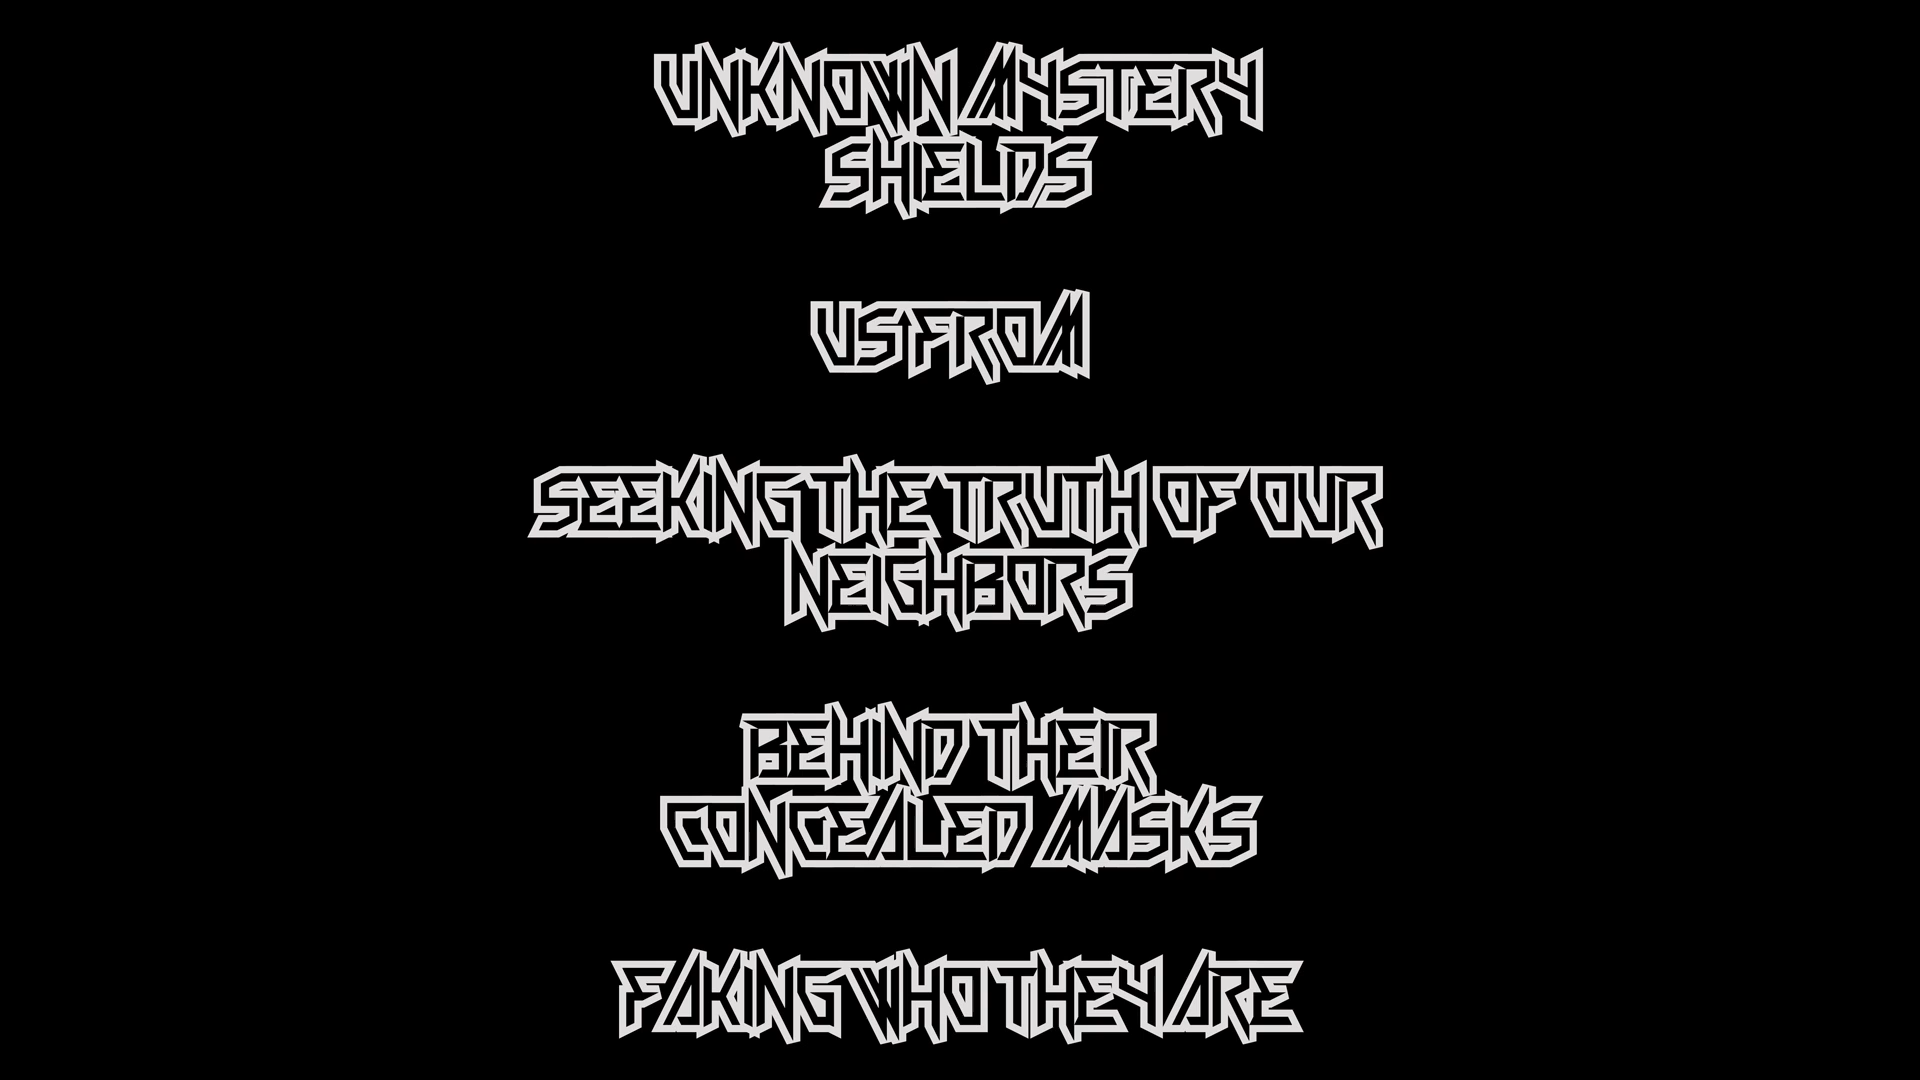 UNKNOWN MYSTERY
SHIELDS
US FROM
SEEKING THE TRUTH OF OUR
NEIGHBORS
BEHIND THEIR
CONCEALED MASKS
FAKING WHO THEY ARE